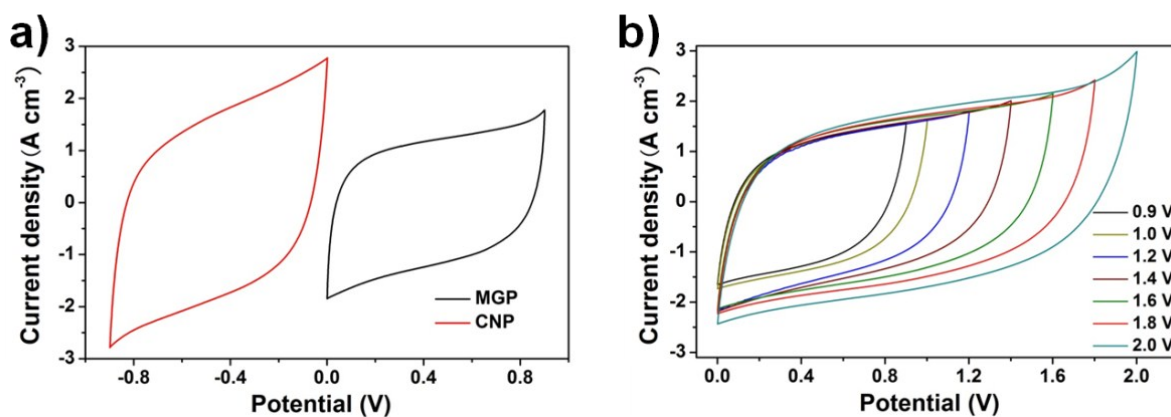 a)
Current density (A cm⁻³)
3
2
1
0
-1
-2
-3
-0.8
-0.4
0.0
0.4
0.8
Potential (V)
MGP
CNP
b)
Current density (A cm⁻³)
3
2
1
0
-1
-2
-3
0.0
0.4
0.8
1.2
1.6
2.0
Potential (V)
0.9 V
1.0 V
1.2 V
1.4 V
1.6 V
1.8 V
2.0 V